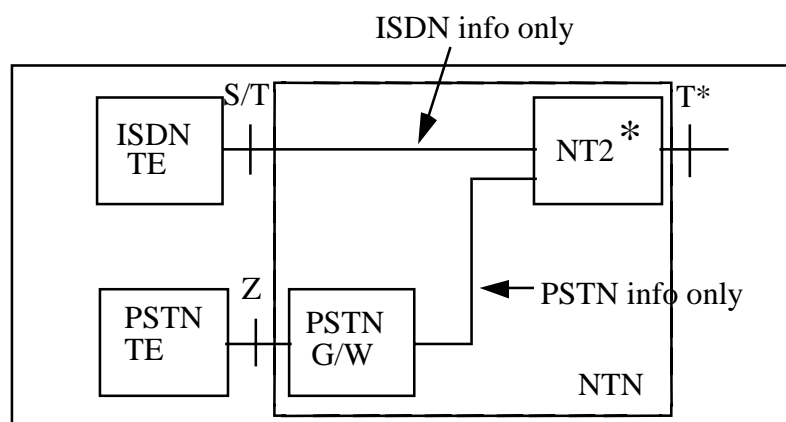 ISDN info only
S/T
T*
ISDN
TE
NT2 *
Z
PSTN info only
PSTN
TE
PSTN
G/W
NTN